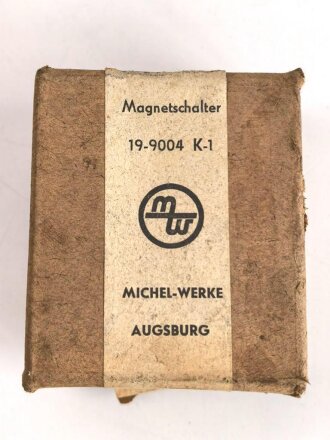 Magnetschalter
19-9004 K-1
MW
MICHEL-WERKE
AUGSBURG